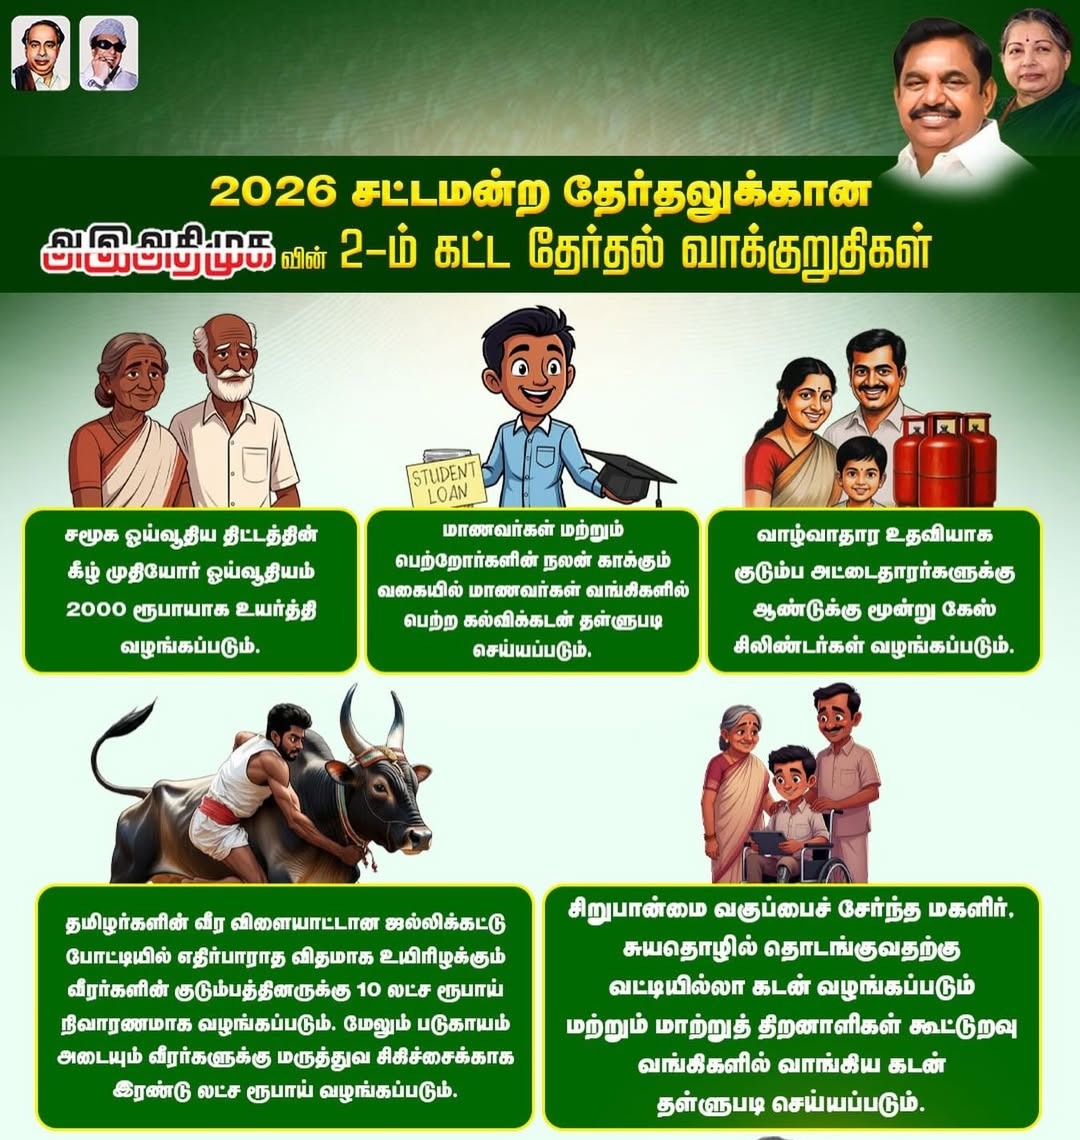 2026 சட்டமன்ற தேர்தலுக்கான
அஇஅதிமுக வின் 2-ம் கட்ட தேர்தல் வாக்குறுதிகள்
STUDENT
LOAN
சமூக ஓய்வூதிய திட்டத்தின்
கீழ் முதியோர் ஓய்வூதியம்
2000 ரூபாயாக உயர்த்தி
வழங்கப்படும்.
மாணவர்கள் மற்றும்
பெற்றோர்களின் நலன் காக்கும்
வகையில் மாணவர்கள் வங்கிகளில்
பெற்ற கல்விக்கடன் தள்ளுபடி
செய்யப்படும்.
வாழ்வாதார உதவியாக
குடும்ப அட்டைதாரர்களுக்கு
ஆண்டுக்கு மூன்று கேஸ்
சிலிண்டர்கள் வழங்கப்படும்.
தமிழர்களின் வீர விளையாட்டான ஜல்லிக்கட்டு
போட்டியில் எதிர்பாராத விதமாக உயிரிழக்கும்
வீரர்களின் குடும்பத்தினருக்கு 10 லட்ச ரூபாய்
நிவாரணமாக வழங்கப்படும். மேலும் படுகாயம்
அடையும் வீரர்களுக்கு மருத்துவ சிகிச்சைக்காக
இரண்டு லட்ச ரூபாய் வழங்கப்படும்.
சிறுபான்மை வகுப்பைச் சேர்ந்த மகளிர்,
சுயதொழில் தொடங்குவதற்கு
வட்டியில்லா கடன் வழங்கப்படும்
மற்றும் மாற்றுத் திறனாளிகள் கூட்டுறவு
வங்கிகளில் வாங்கிய கடன்
தள்ளுபடி செய்யப்படும்.